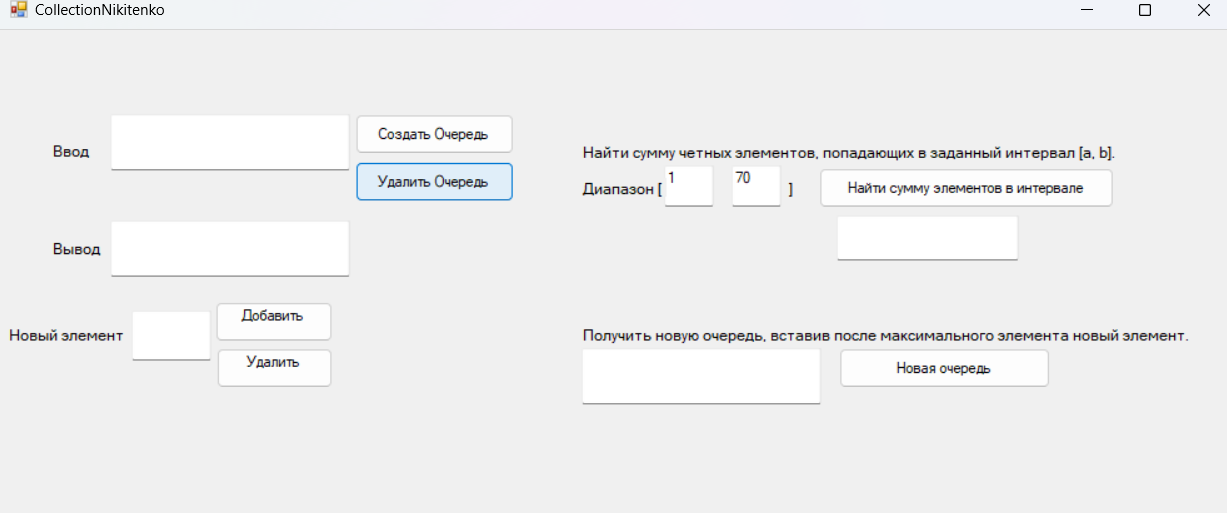 CollectionNikitenko
Ввод
Создать Очередь
Удалить Очередь
Вывод
Новый элемент
Добавить
Удалить
Найти сумму четных элементов, попадающих в заданный интервал [a, b].
Диапазон [ 1 70 ]
Найти сумму элементов в интервале
Получить новую очередь, вставив после максимального элемента новый элемент.
Новая очередь